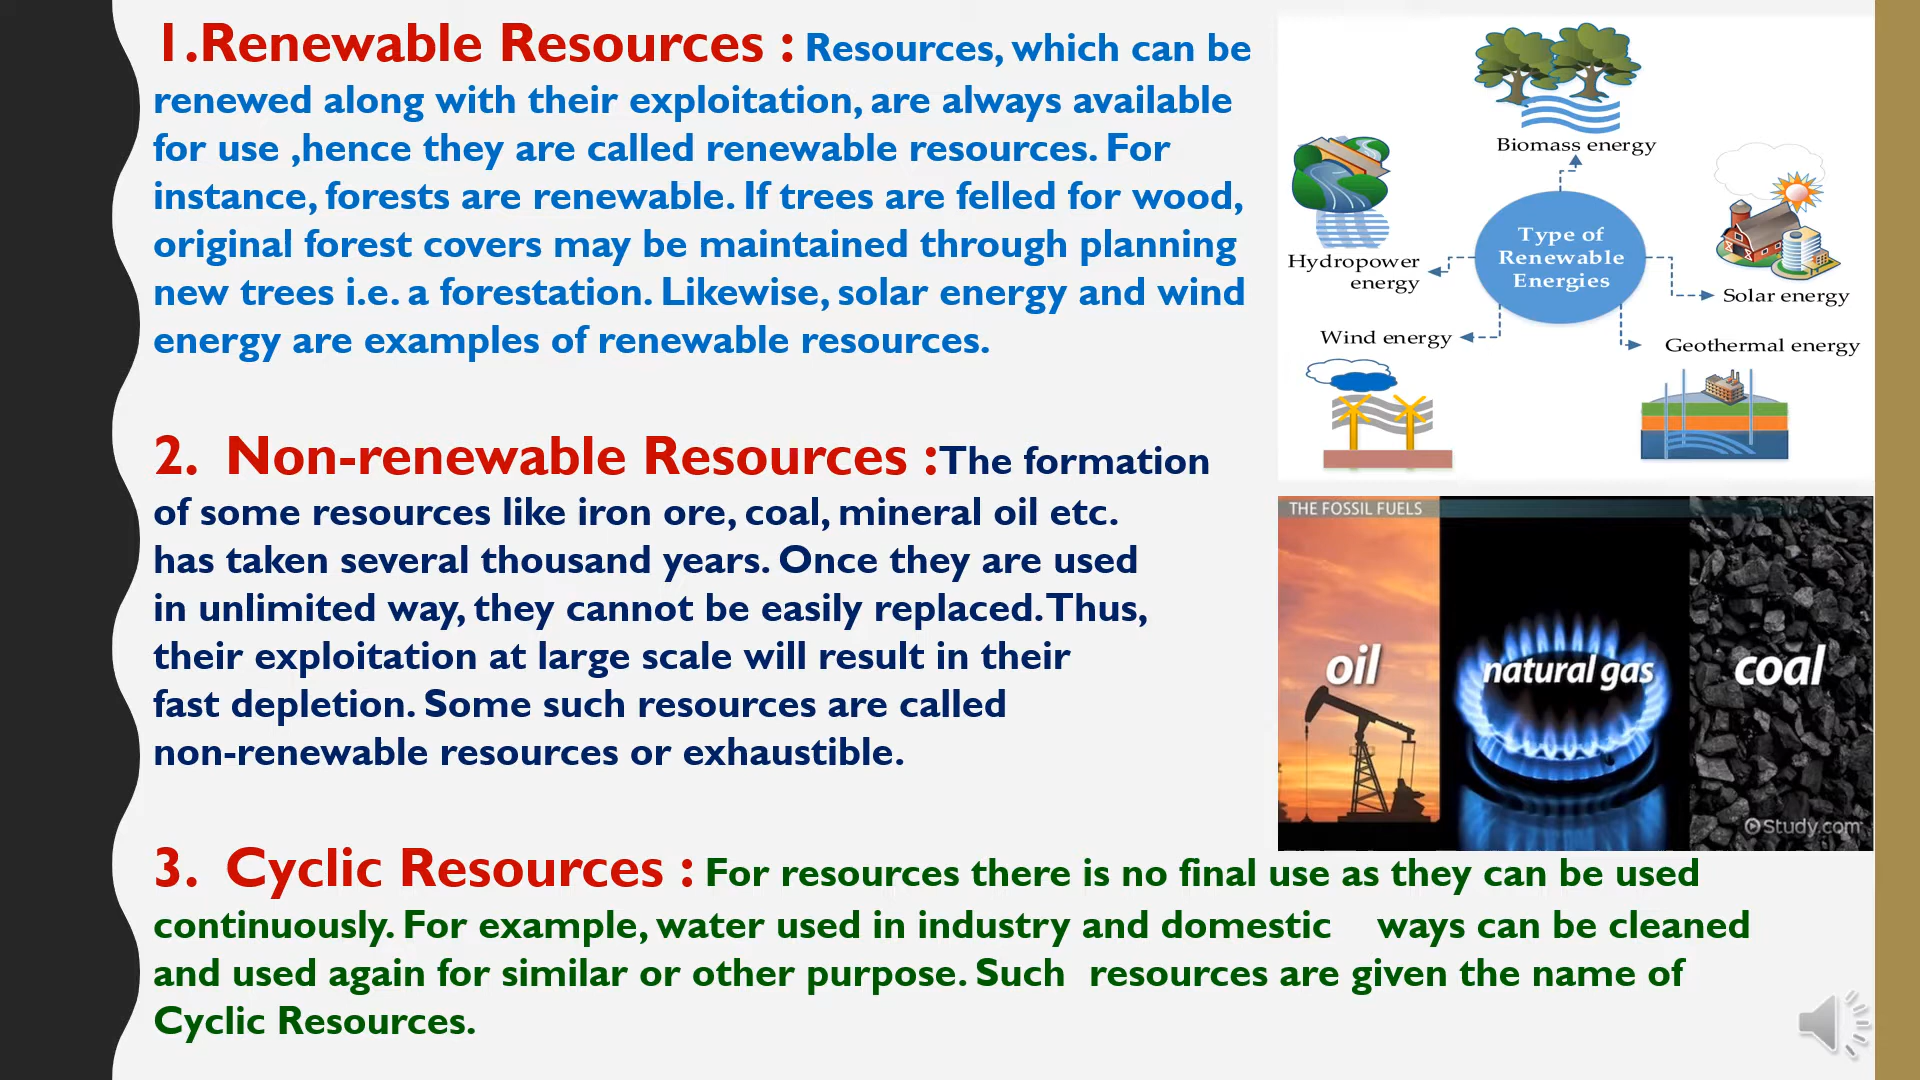 1.Renewable Resources : Resources, which can be
renewed along with their exploitation, are always available
for use ,hence they are called renewable resources. For
instance, forests are renewable. If trees are felled for wood,
original forest covers may be maintained through planning
new trees i.e. a forestation. Likewise, solar energy and wind
energy are examples of renewable resources.
2. Non-renewable Resources :The formation
of some resources like iron ore, coal, mineral oil etc.
has taken several thousand years. Once they are used
in unlimited way, they cannot be easily replaced. Thus,
their exploitation at large scale will result in their
fast depletion. Some such resources are called
non-renewable resources or exhaustible.
3. Cyclic Resources : For resources there is no final use as they can be used
continuously. For example, water used in industry and domestic ways can be cleaned
and used again for similar or other purpose. Such resources are given the name of
Cyclic Resources.
Biomass energy
Type of
Renewable
Energies
Hydropower
energy
Solar energy
Wind energy
Geothermal energy
THE FOSSIL FUELS
oil
natural gas
coal
Study.com